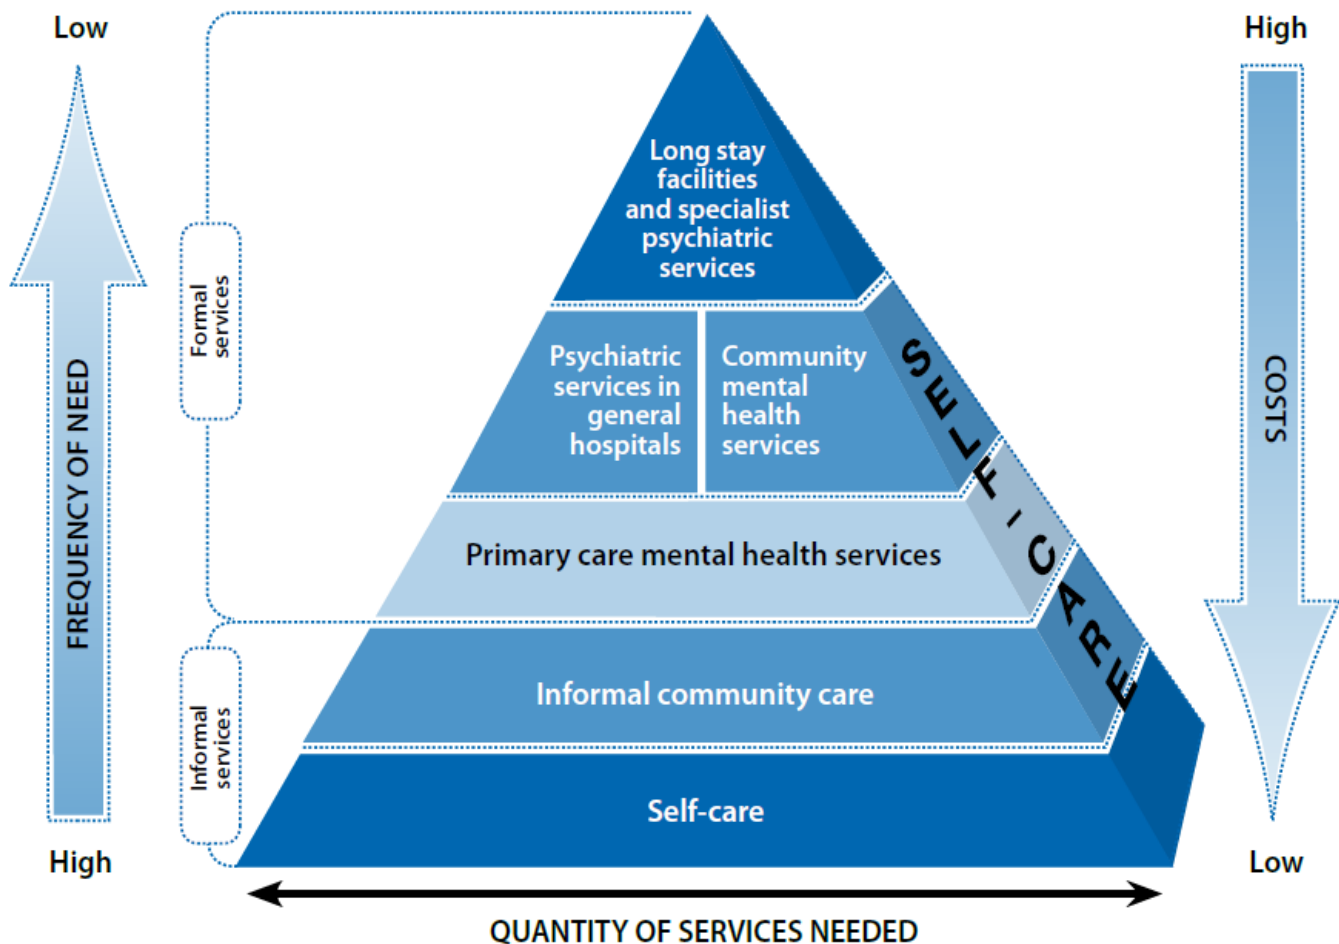 Low
High
Long stay
facilities
and specialist
psychiatric
services
Formal
services
FREQUENCY OF NEED
Psychiatric
services in
general
hospitals
Community
mental
health
services
SELF-CARE
COSTS
Primary care mental health services
Informal
services
Informal community care
Self-care
High
Low
QUANTITY OF SERVICES NEEDED